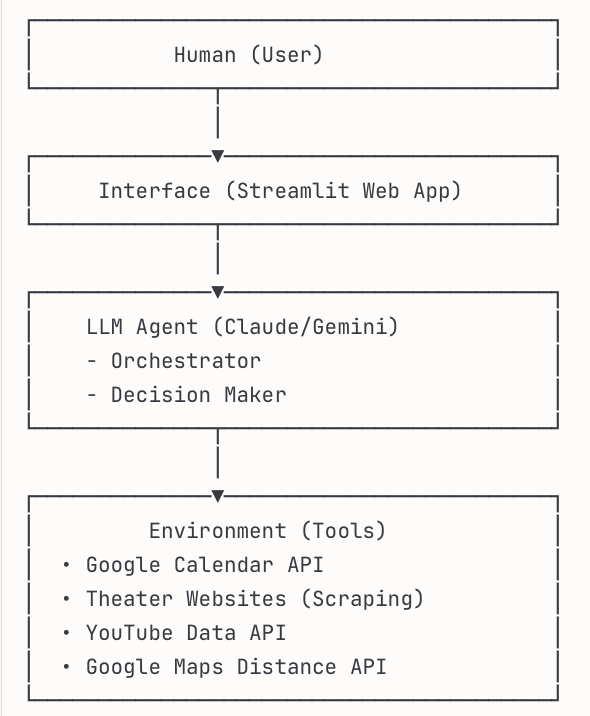 Human (User)
Interface (Streamlit Web App)
LLM Agent (Claude/Gemini)
- Orchestrator
- Decision Maker
Environment (Tools)
• Google Calendar API
• Theater Websites (Scraping)
• YouTube Data API
• Google Maps Distance API